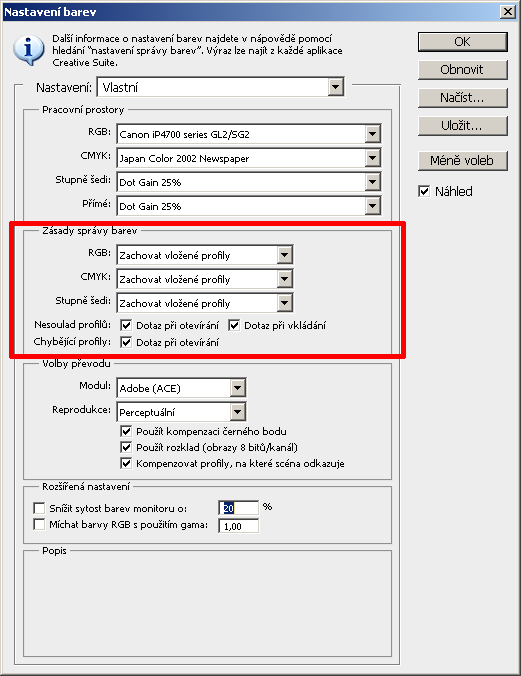 Nastavení barev
Další informace o nastavení barev najdete v nápovědě pomocí
hledání "nastavení správy barev". Výraz lze najít z každé aplikace
Creative Suite.
OK
Obnovit
Načíst...
Uložit...
Méně voleb
Náhled
Nastavení: Vlastní
Pracovní prostory
RGB: Canon iP4700 series GL2/SG2
CMYK: Japan Color 2002 Newspaper
Stupně šedi: Dot Gain 25%
Přímé: Dot Gain 25%
Zásady správy barev
RGB: Zachovat vložené profily
CMYK: Zachovat vložené profily
Stupně šedi: Zachovat vložené profily
Nesoulad profilů: Dotaz při otevírání Dotaz při vkládání
Chybějící profily: Dotaz při otevírání
Volby převodu
Modul: Adobe (ACE)
Reprodukce: Perceptuální
Použít kompenzaci černého bodu
Použít rozklad (obrazy 8 bitů/kanál)
Kompenzovat profily, na které scéna odkazuje
Rozšířená nastavení
Snížit sytost barev monitoru o: 20 %
Míchat barvy RGB s použitím gama: 1,00
Popis